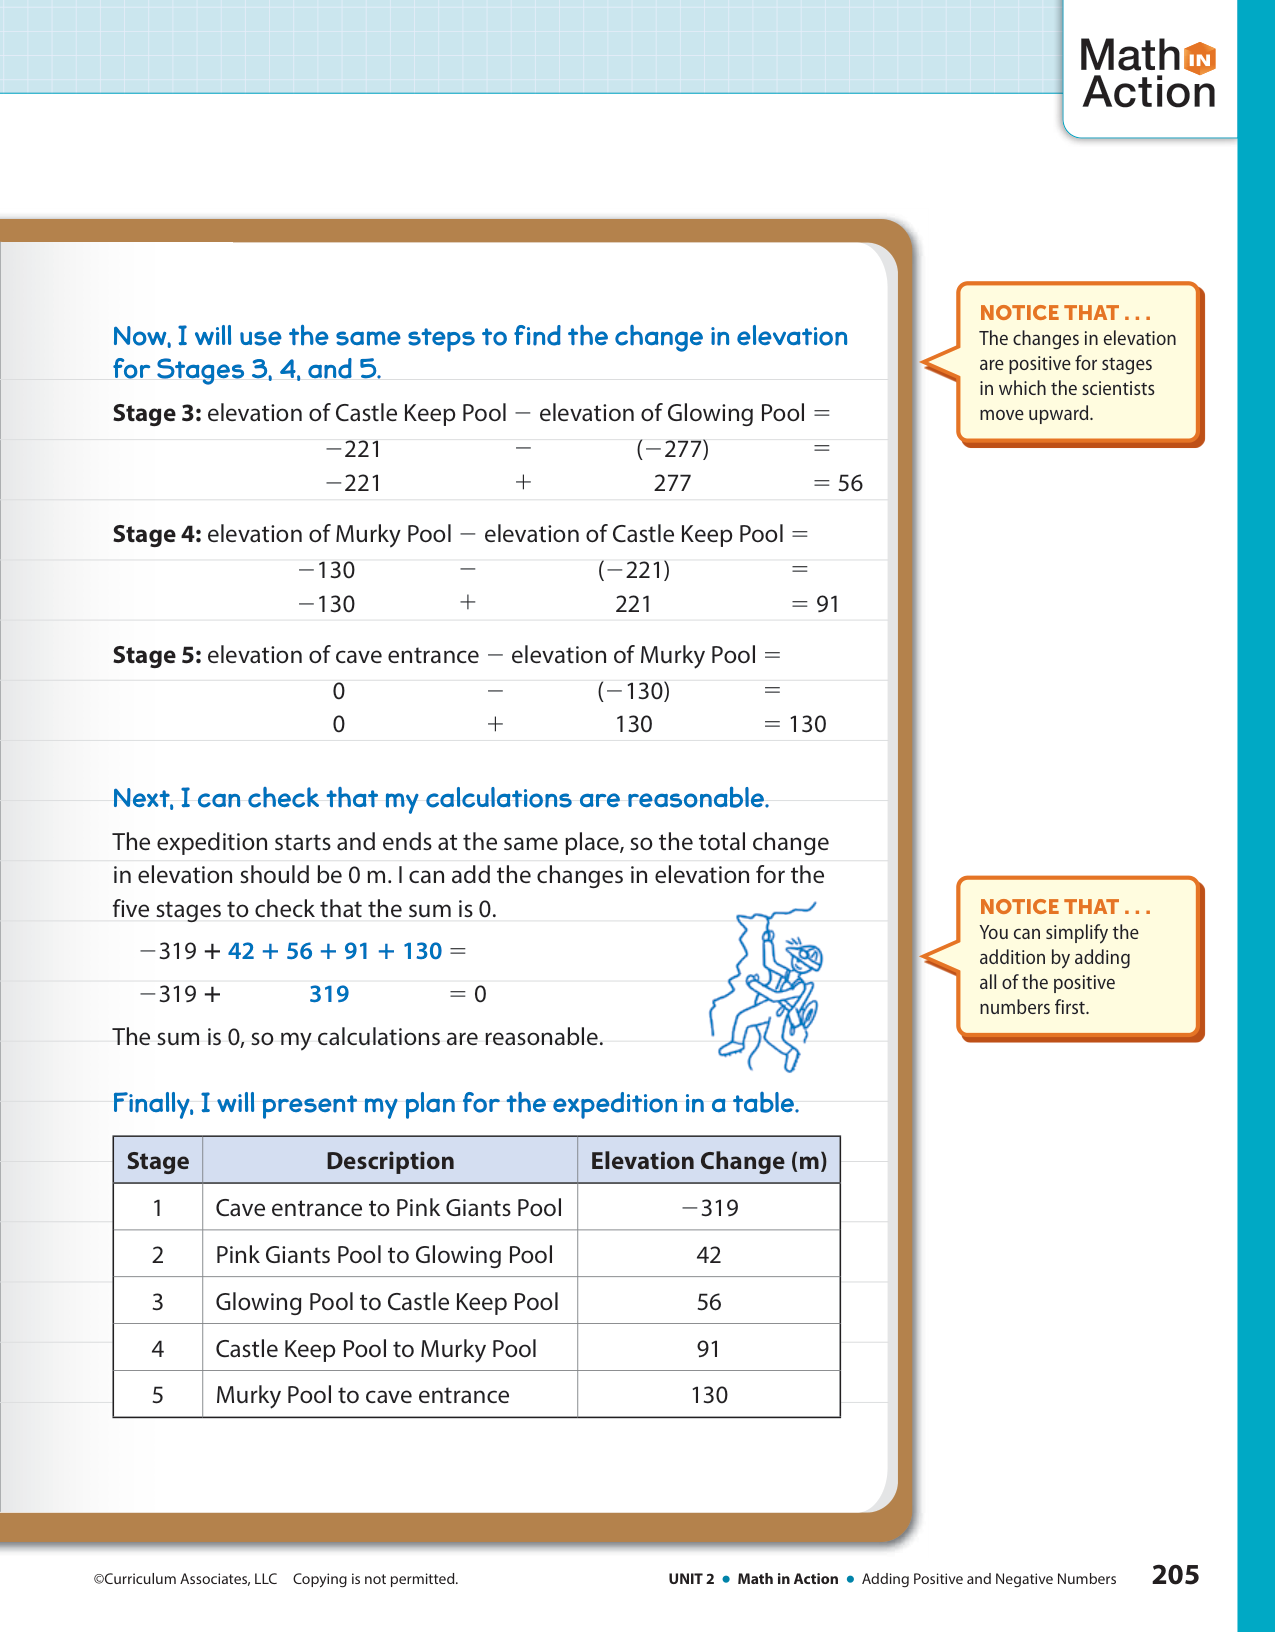 Math IN
Action
Now, I will use the same steps to find the change in elevation
for Stages 3, 4, and 5.
Stage 3: elevation of Castle Keep Pool − elevation of Glowing Pool =
−221 − (−277) =
−221 + 277 = 56
Stage 4: elevation of Murky Pool − elevation of Castle Keep Pool =
−130 − (−221) =
−130 + 221 = 91
Stage 5: elevation of cave entrance − elevation of Murky Pool =
0 − (−130) =
0 + 130 = 130
NOTICE THAT . . .
The changes in elevation
are positive for stages
in which the scientists
move upward.
Next, I can check that my calculations are reasonable.
The expedition starts and ends at the same place, so the total change
in elevation should be 0 m. I can add the changes in elevation for the
five stages to check that the sum is 0.
−319 + 42 + 56 + 91 + 130 =
−319 + 319 = 0
The sum is 0, so my calculations are reasonable.
NOTICE THAT . . .
You can simplify the
addition by adding
all of the positive
numbers first.
Finally, I will present my plan for the expedition in a table.
Stage Description Elevation Change (m)
1 Cave entrance to Pink Giants Pool −319
2 Pink Giants Pool to Glowing Pool 42
3 Glowing Pool to Castle Keep Pool 56
4 Castle Keep Pool to Murky Pool 91
5 Murky Pool to cave entrance 130
©Curriculum Associates, LLC Copying is not permitted.
UNIT 2 • Math in Action • Adding Positive and Negative Numbers 205